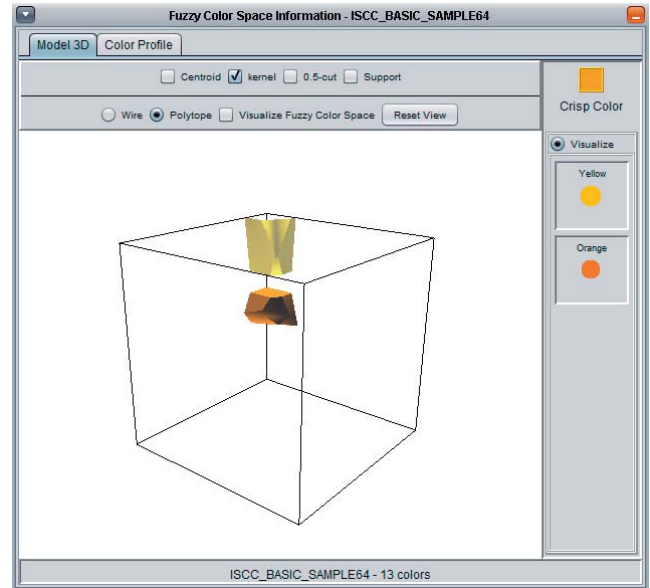 Fuzzy Color Space Information - ISCC_BASIC_SAMPLE64
Model 3D Color Profile
Centroid kernel 0.5-cut Support
Wire Polytope Visualize Fuzzy Color Space Reset View
Crisp Color
Visualize
Yellow
Orange
ISCC_BASIC_SAMPLE64 - 13 colors